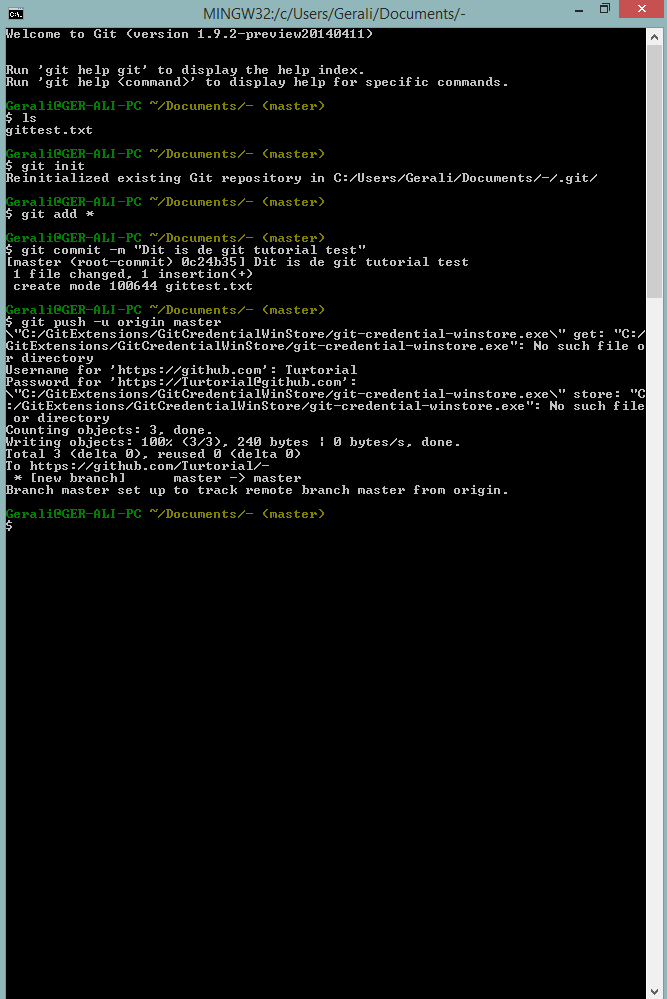 MINGW32:/c/Users/Gerali/Documents/-
Welcome to Git (version 1.9.2-preview20140411)
Run 'git help git' to display the help index.
Run 'git help <command>' to display help for specific commands.
Gerali@GER-ALI-PC ~/Documents/- (master)
$ ls
gittest.txt
Gerali@GER-ALI-PC ~/Documents/- (master)
$ git init
Reinitialized existing Git repository in C:/Users/Gerali/Documents/-/.git/
Gerali@GER-ALI-PC ~/Documents/- (master)
$ git add *
Gerali@GER-ALI-PC ~/Documents/- (master)
$ git commit -m "Dit is de git tutorial test"
[master (root-commit) 0c24b35] Dit is de git tutorial test
 1 file changed, 1 insertion(+)
 create mode 100644 gittest.txt
Gerali@GER-ALI-PC ~/Documents/- (master)
$ git push -u origin master
\"C:/GitExtensions/GitCredentialWinStore/git-credential-winstore.exe\" get: "C:/
GitExtensions/GitCredentialWinStore/git-credential-winstore.exe": No such file o
r directory
Username for 'https://github.com': Turtorial
Password for 'https://Turtorial@github.com':
\"C:/GitExtensions/GitCredentialWinStore/git-credential-winstore.exe\" store: "C
:/GitExtensions/GitCredentialWinStore/git-credential-winstore.exe": No such file
 or directory
Counting objects: 3, done.
Writing objects: 100% (3/3), 240 bytes | 0 bytes/s, done.
Total 3 (delta 0), reused 0 (delta 0)
To https://github.com/Turtorial/-
 * [new branch]      master -> master
Branch master set up to track remote branch master from origin.
Gerali@GER-ALI-PC ~/Documents/- (master)
$